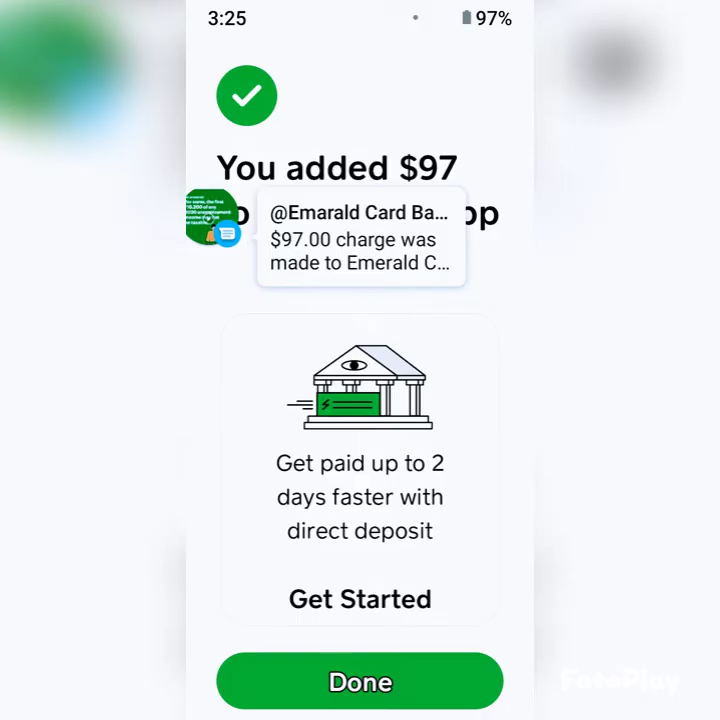 3:25
97%
You added $97
@Emarald Card Ba...
$97.00 charge was
made to Emerald C...
Get paid up to 2
days faster with
direct deposit
Get Started
Done
FotoPlay